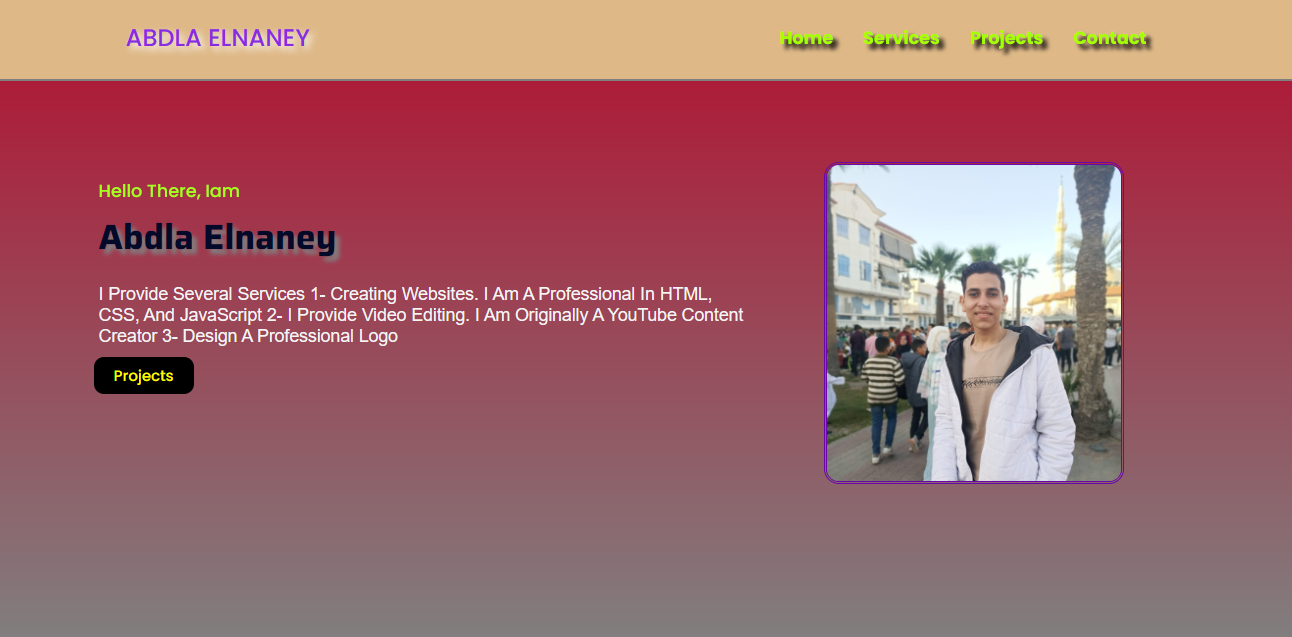 ABDLA ELNANEY
Home Services Projects Contact
Hello There, Iam
Abdla Elnaney
I Provide Several Services 1- Creating Websites. I Am A Professional In HTML,
CSS, And JavaScript 2- I Provide Video Editing. I Am Originally A YouTube Content
Creator 3- Design A Professional Logo
Projects